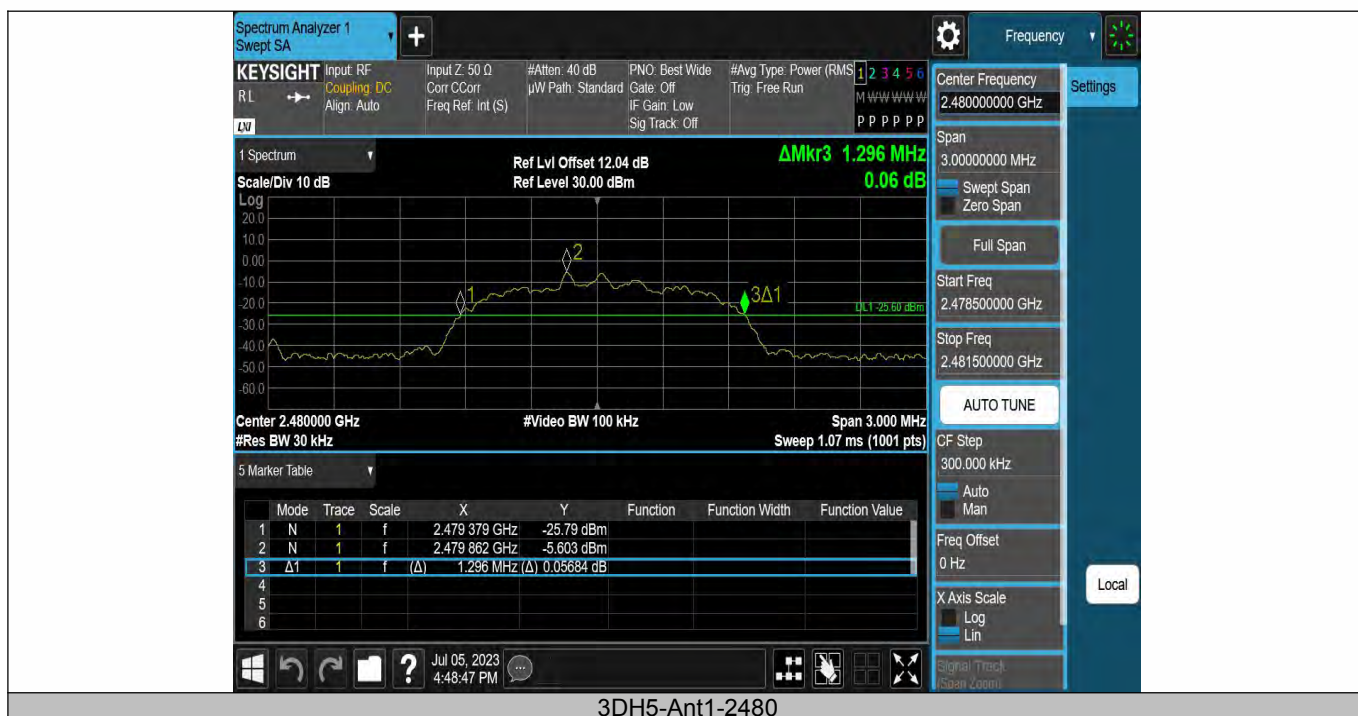 Spectrum Analyzer 1
Swept SA
Frequency
KEYSIGHT
R L
LXI
Input: RF
Coupling: DC
Align: Auto
Input Z: 50 Ω
Corr CCorr
Freq Ref: Int (S)
#Atten: 40 dB
µW Path: Standard
PNO: Best Wide
Gate: Off
IF Gain: Low
Sig Track: Off
#Avg Type: Power (RMS
Trig: Free Run
1 2 3 4 5 6
M W W W W W
P P P P P P
1 Spectrum
Scale/Div 10 dB
Ref Lvl Offset 12.04 dB
Ref Level 30.00 dBm
ΔMkr3 1.296 MHz
0.06 dB
Log
20.0
10.0
0.00
-10.0
-20.0
-30.0
-40.0
-50.0
-60.0
1
2
3Δ1
DL1 -25.60 dBm
Center 2.480000 GHz
#Video BW 100 kHz
Span 3.000 MHz
#Res BW 30 kHz
Sweep 1.07 ms (1001 pts)
5 Marker Table
Mode Trace Scale X Y Function Function Width Function Value
1 N 1 f 2.479 379 GHz -25.79 dBm
2 N 1 f 2.479 862 GHz -5.603 dBm
3 Δ1 1 f (Δ) 1.296 MHz (Δ) 0.05684 dB
4
5
6
Jul 05, 2023
4:48:47 PM
Center Frequency
2.480000000 GHz
Settings
Span
3.00000000 MHz
Swept Span
Zero Span
Full Span
Start Freq
2.478500000 GHz
Stop Freq
2.481500000 GHz
AUTO TUNE
CF Step
300.000 kHz
Auto
Man
Freq Offset
0 Hz
X Axis Scale
Log
Lin
Signal Track
(Span Zoom)
Local
3DH5-Ant1-2480